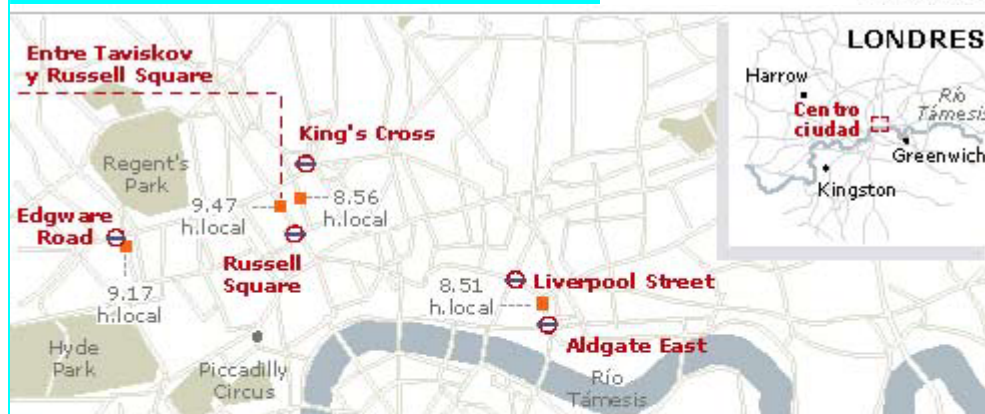 Entre Taviskov
y Russell Square
King's Cross
Regent's
Park
9.47
h.local
8.56
h.local
Edgware
Road
Russell
Square
9.17
h.local
8.51
h.local
Liverpool Street
Aldgate East
Hyde
Park
Piccadilly
Circus
Río
Támesis
LONDRES
Harrow
Centro
ciudad
Río
Támesis
Greenwich
Kingston